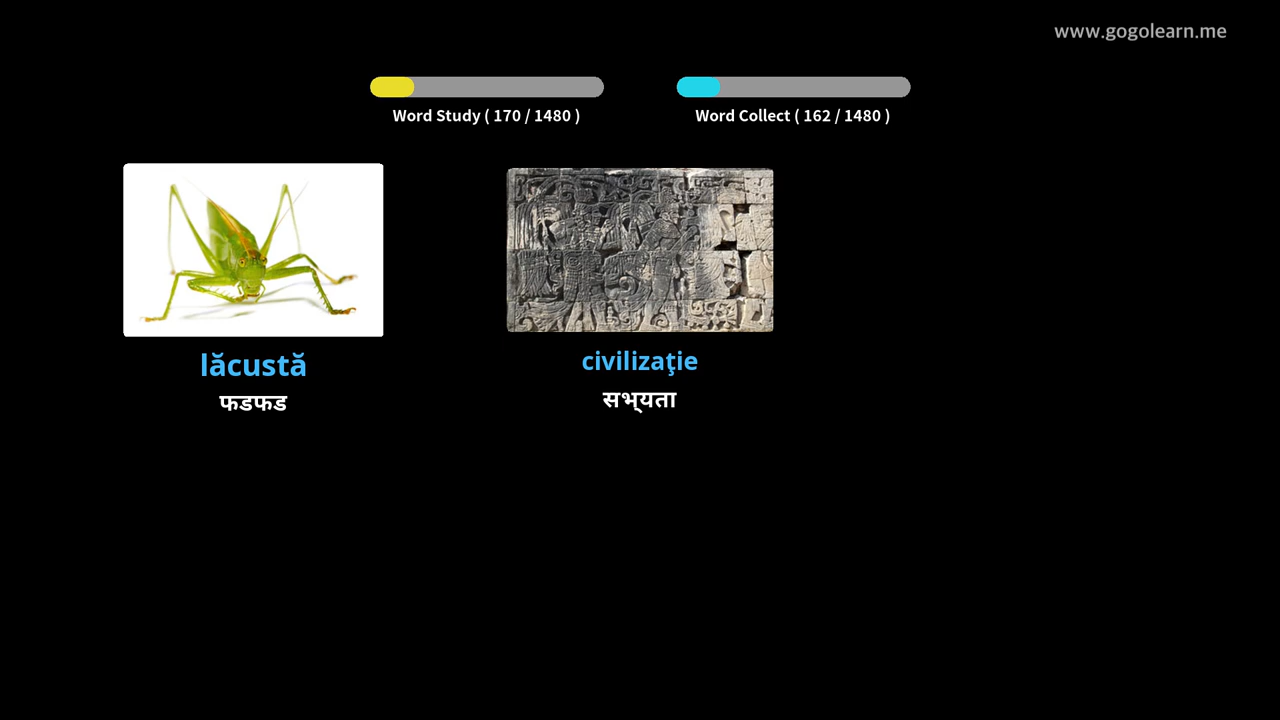 www.gogolearn.me
Word Study ( 170 / 1480 )
Word Collect ( 162 / 1480 )
lăcustă
फडफड
civilizaţie
सभ्यता